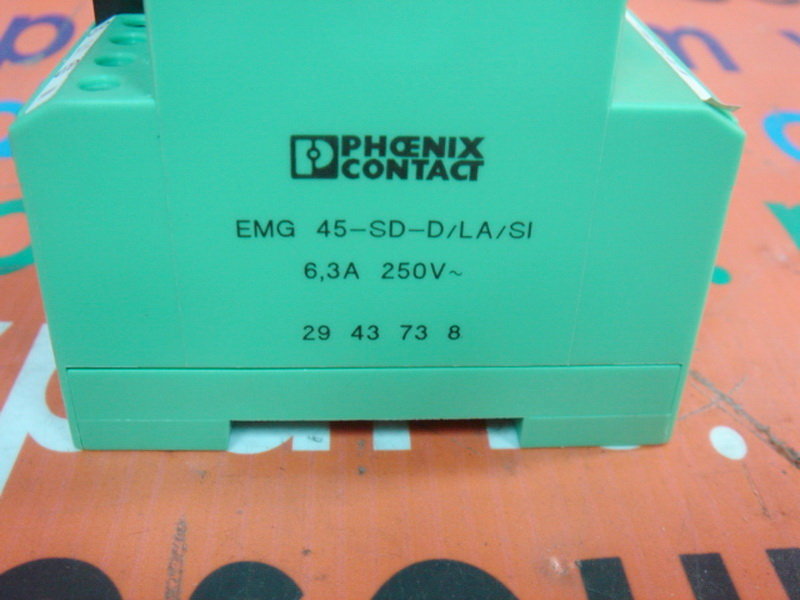 PHŒNIX
CONTACT
EMG 45-SD-D/LA/SI
6,3A 250V~
29 43 73 8